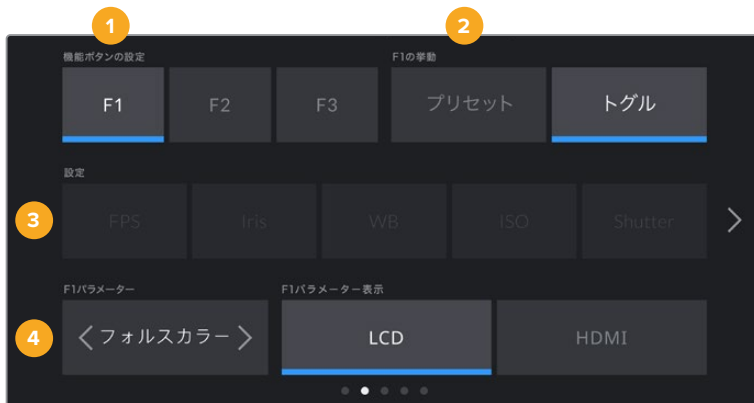 1
2
機能ボタンの設定
F1の挙動
F1
F2
F3
プリセット
トグル
設定
3
FPS
Iris
WB
ISO
Shutter
F1パラメーター
F1パラメーター表示
4
フォルスカラー
LCD
HDMI